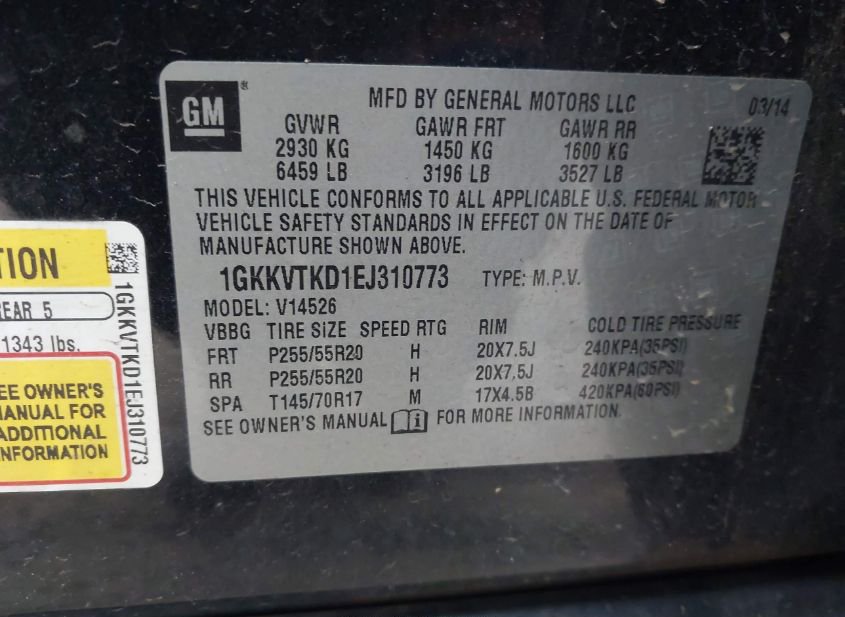 GM
MFD BY GENERAL MOTORS LLC 03/14
GVWR GAWR FRT GAWR RR
2930 KG 1450 KG 1600 KG
6459 LB 3196 LB 3527 LB
THIS VEHICLE CONFORMS TO ALL APPLICABLE U.S. FEDERAL MOTOR
VEHICLE SAFETY STANDARDS IN EFFECT ON THE DATE OF
MANUFACTURE SHOWN ABOVE.
1GKKVTKD1EJ310773 TYPE: M.P.V.
MODEL: V14526
VBBG TIRE SIZE SPEED RTG RIM COLD TIRE PRESSURE
FRT P255/55R20 H 20X7.5J 240KPA(35PSI)
RR P255/55R20 H 20X7.5J 240KPA(35PSI)
SPA T145/70R17 M 17X4.5B 420KPA(60PSI)
SEE OWNER'S MANUAL i FOR MORE INFORMATION.
TION
REAR 5
1343 lbs.
EE OWNER'S
MANUAL FOR
ADDITIONAL
NFORMATION
1GKKVTKD1EJ310773